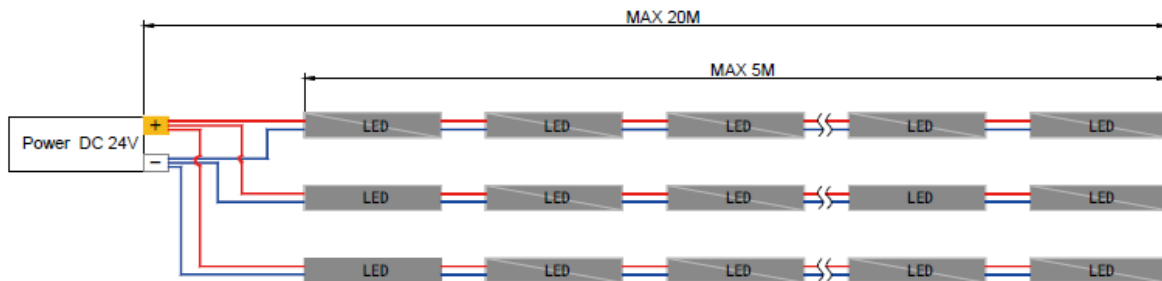 MAX 20M
MAX 5M
+
Power DC 24V
−
LED LED LED LED LED
LED LED LED LED LED
LED LED LED LED LED